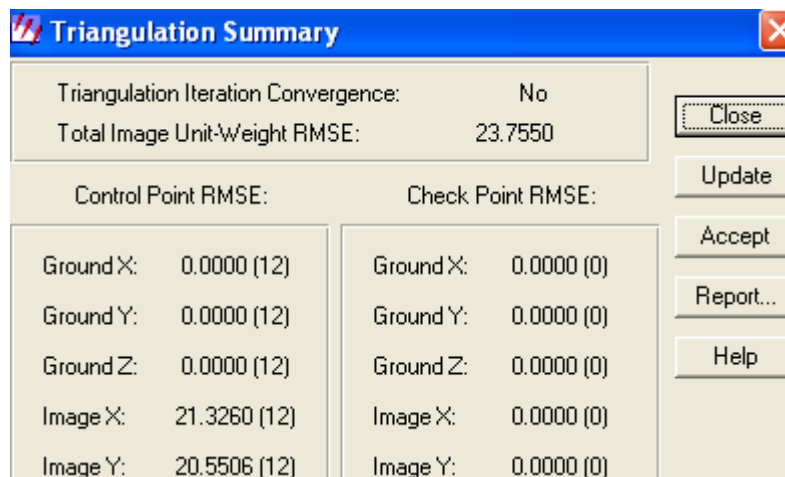 Triangulation Summary
Triangulation Iteration Convergence: No
Total Image Unit-Weight RMSE: 23.7550
Close
Update
Accept
Report...
Help
Control Point RMSE:
Ground X: 0.0000 (12)
Ground Y: 0.0000 (12)
Ground Z: 0.0000 (12)
Image X: 21.3260 (12)
Image Y: 20.5506 (12)
Check Point RMSE:
Ground X: 0.0000 (0)
Ground Y: 0.0000 (0)
Ground Z: 0.0000 (0)
Image X: 0.0000 (0)
Image Y: 0.0000 (0)